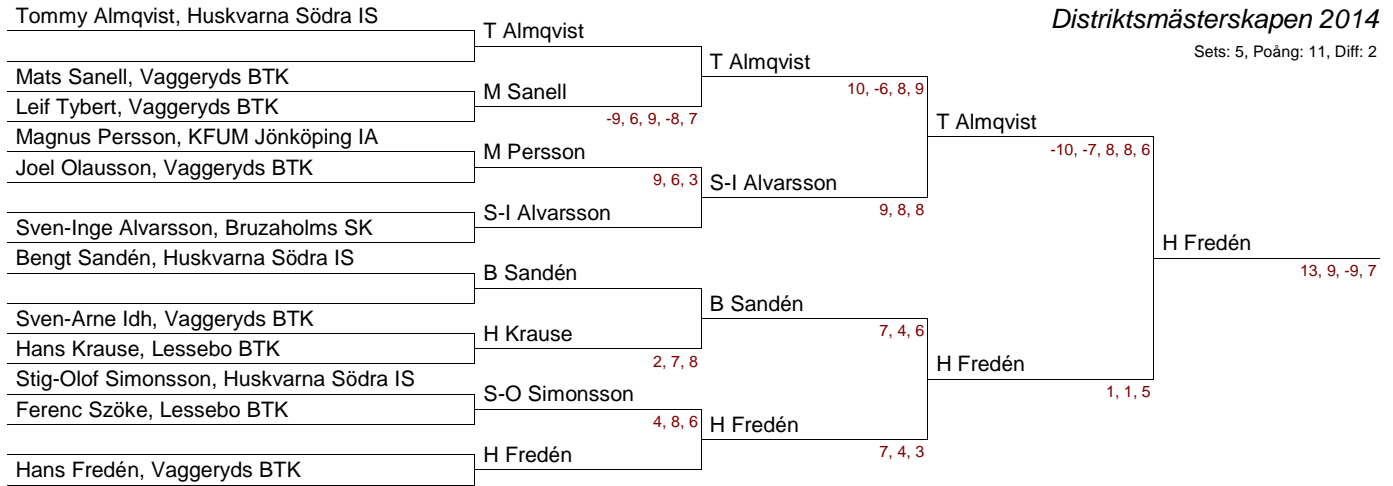 Tommy Almqvist, Huskvarna Södra IS
Distriktsmästerskapen 2014
T Almqvist
Sets: 5, Poång: 11, Diff: 2
T Almqvist
Mats Sanell, Vaggeryds BTK
10, -6, 8, 9
M Sanell
Leif Tybert, Vaggeryds BTK
-9, 6, 9, -8, 7
T Almqvist
Magnus Persson, KFUM Jönköping IA
M Persson
-10, -7, 8, 8, 6
Joel Olausson, Vaggeryds BTK
9, 6, 3
S-I Alvarsson
S-I Alvarsson
9, 8, 8
Sven-Inge Alvarsson, Bruzaholms SK
H Fredén
Bengt Sandén, Huskvarna Södra IS
B Sandén
13, 9, -9, 7
B Sandén
Sven-Arne Idh, Vaggeryds BTK
7, 4, 6
H Krause
Hans Krause, Lessebo BTK
2, 7, 8
H Fredén
Stig-Olof Simonsson, Huskvarna Södra IS
S-O Simonsson
1, 1, 5
Ferenc Szöke, Lessebo BTK
4, 8, 6
H Fredén
H Fredén
7, 4, 3
Hans Fredén, Vaggeryds BTK